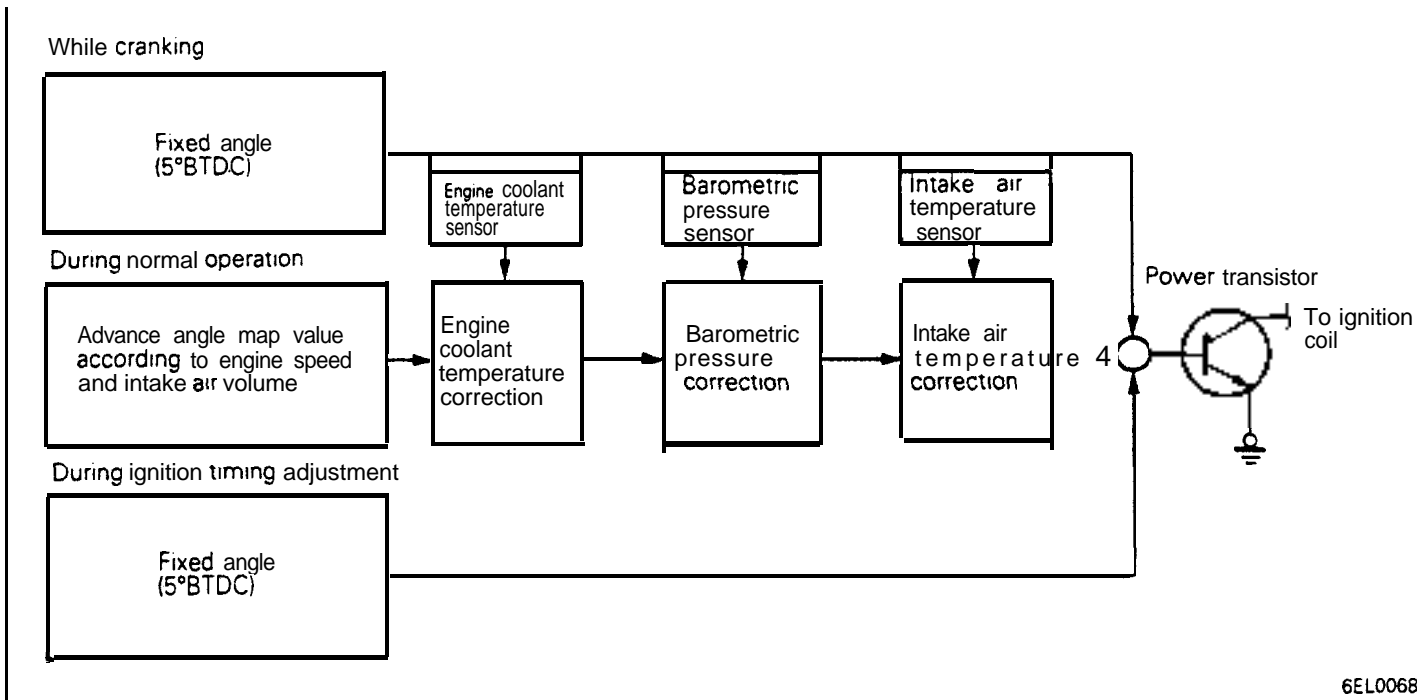 While cranking
Fixed angle
(5°BTDC)
Engine coolant
temperature
sensor
Barometric
pressure
sensor
Intake air
temperature
sensor
During normal operation
Advance angle map value
according to engine speed
and intake air volume
Engine
coolant
temperature
correction
Barometric
pressure
correction
Intake air
temperature 4
correction
Power transistor
To ignition
coil
During ignition timing adjustment
Fixed angle
(5°BTDC)
6EL0068